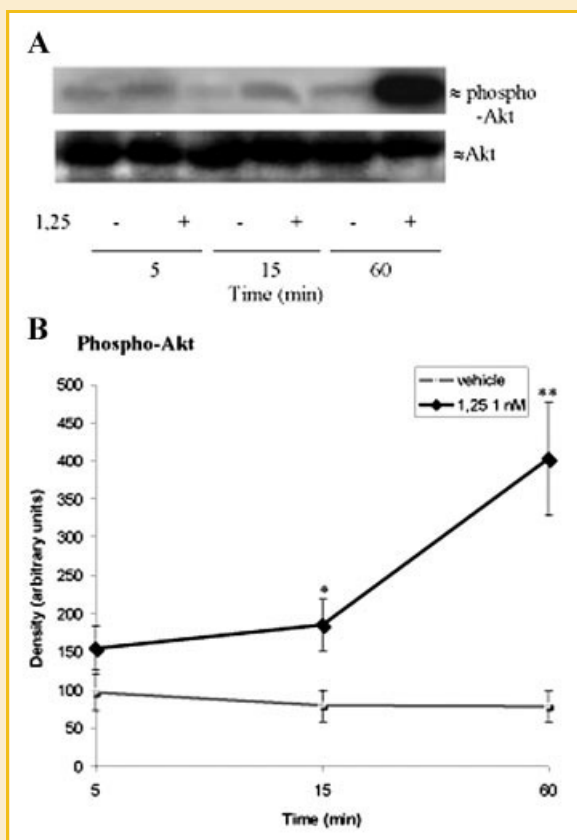 A
≈ phospho
-Akt
≈Akt
1,25 - + - + - +
5 15 60
Time (min)
B
Phospho-Akt
500
450
400
350
300
250
200
150
100
50
0
Density (arbitrary units)
vehicle
1,25 1 nM
*
**
5 15 60
Time (min)